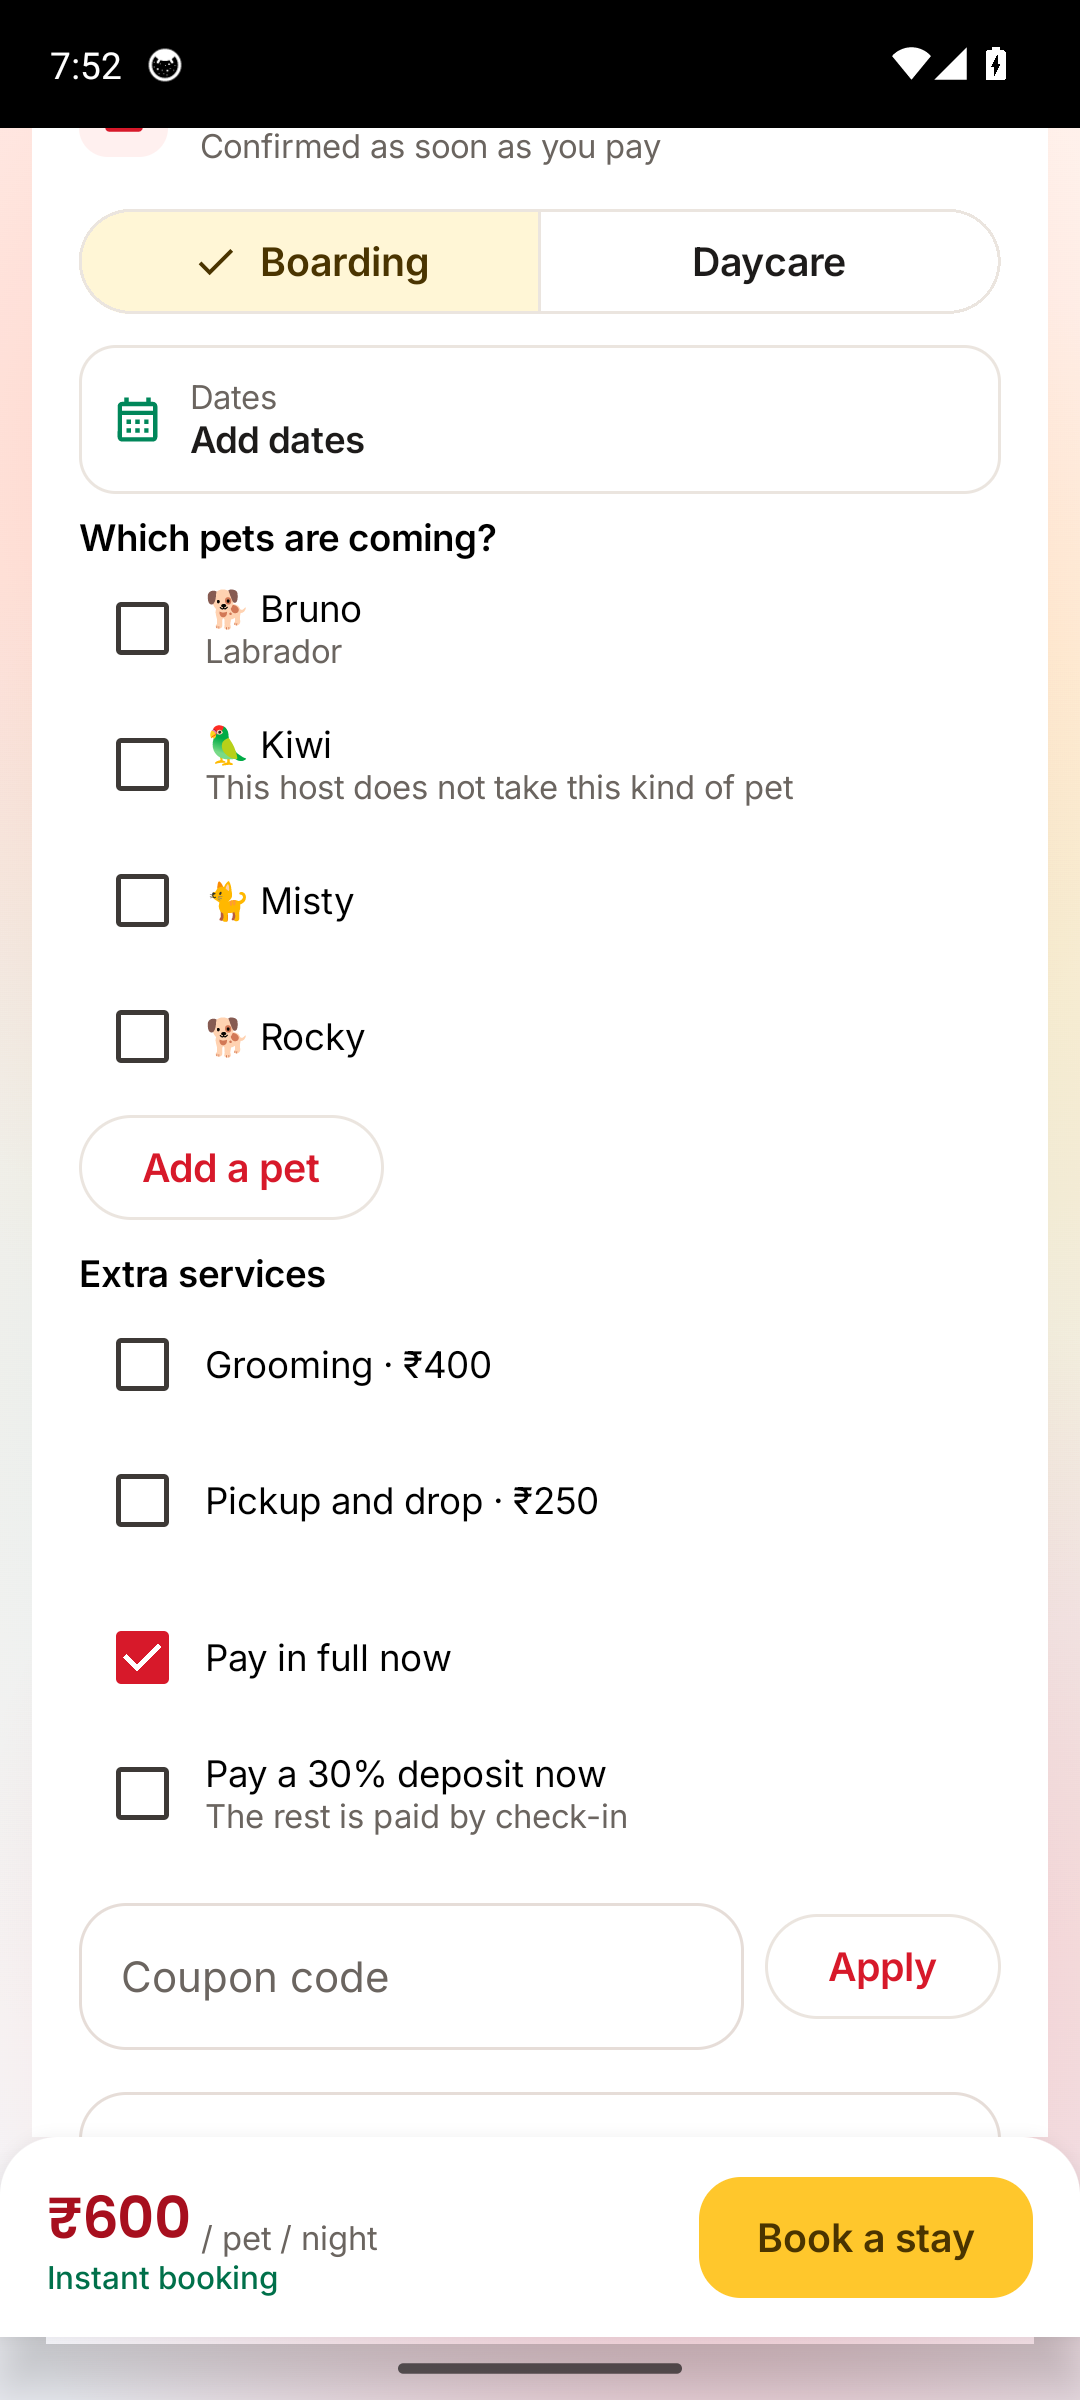 7:52
Confirmed as soon as you pay
Boarding
Daycare
Dates
Add dates
Which pets are coming?
Bruno
Labrador
Kiwi
This host does not take this kind of pet
Misty
Rocky
Add a pet
Extra services
Grooming · ₹400
Pickup and drop · ₹250
Pay in full now
Pay a 30% deposit now
The rest is paid by check-in
Coupon code
Apply
₹600 / pet / night
Instant booking
Book a stay